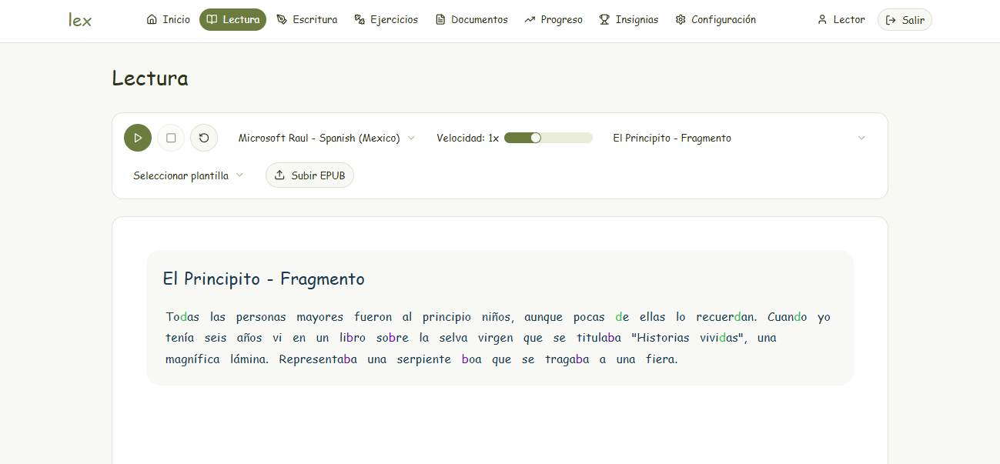 lex
Inicio Lectura Escritura Ejercicios Documentos Progreso Insignias Configuración Lector Salir
Lectura
Microsoft Raul - Spanish (Mexico) Velocidad: 1x El Principito - Fragmento
Seleccionar plantilla Subir EPUB
El Principito - Fragmento
Todas las personas mayores fueron al principio niños, aunque pocas de ellas lo recuerdan. Cuando yo
tenía seis años vi en un libro sobre la selva virgen que se titulaba "Historias vividas", una
magnífica lámina. Representaba una serpiente boa que se tragaba a una fiera.